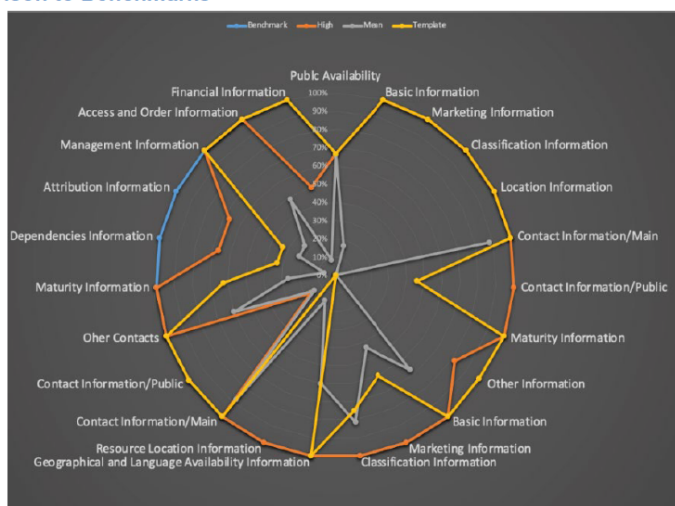 Benchmark High Mean Template
Public Availability
Financial Information
Basic Information
Access and Order Information
Marketing Information
Management Information
Classification Information
Attribution Information
Location Information
Dependencies Information
Contact Information/Main
Maturity Information
Contact Information/Public
Other Contacts
Maturity Information
Contact Information/Public
Other Information
Contact Information/Main
Basic Information
Resource Location Information
Marketing Information
Geographical and Language Availability Information
Classification Information
100%
90%
80%
70%
60%
50%
40%
30%
20%
10%
0%